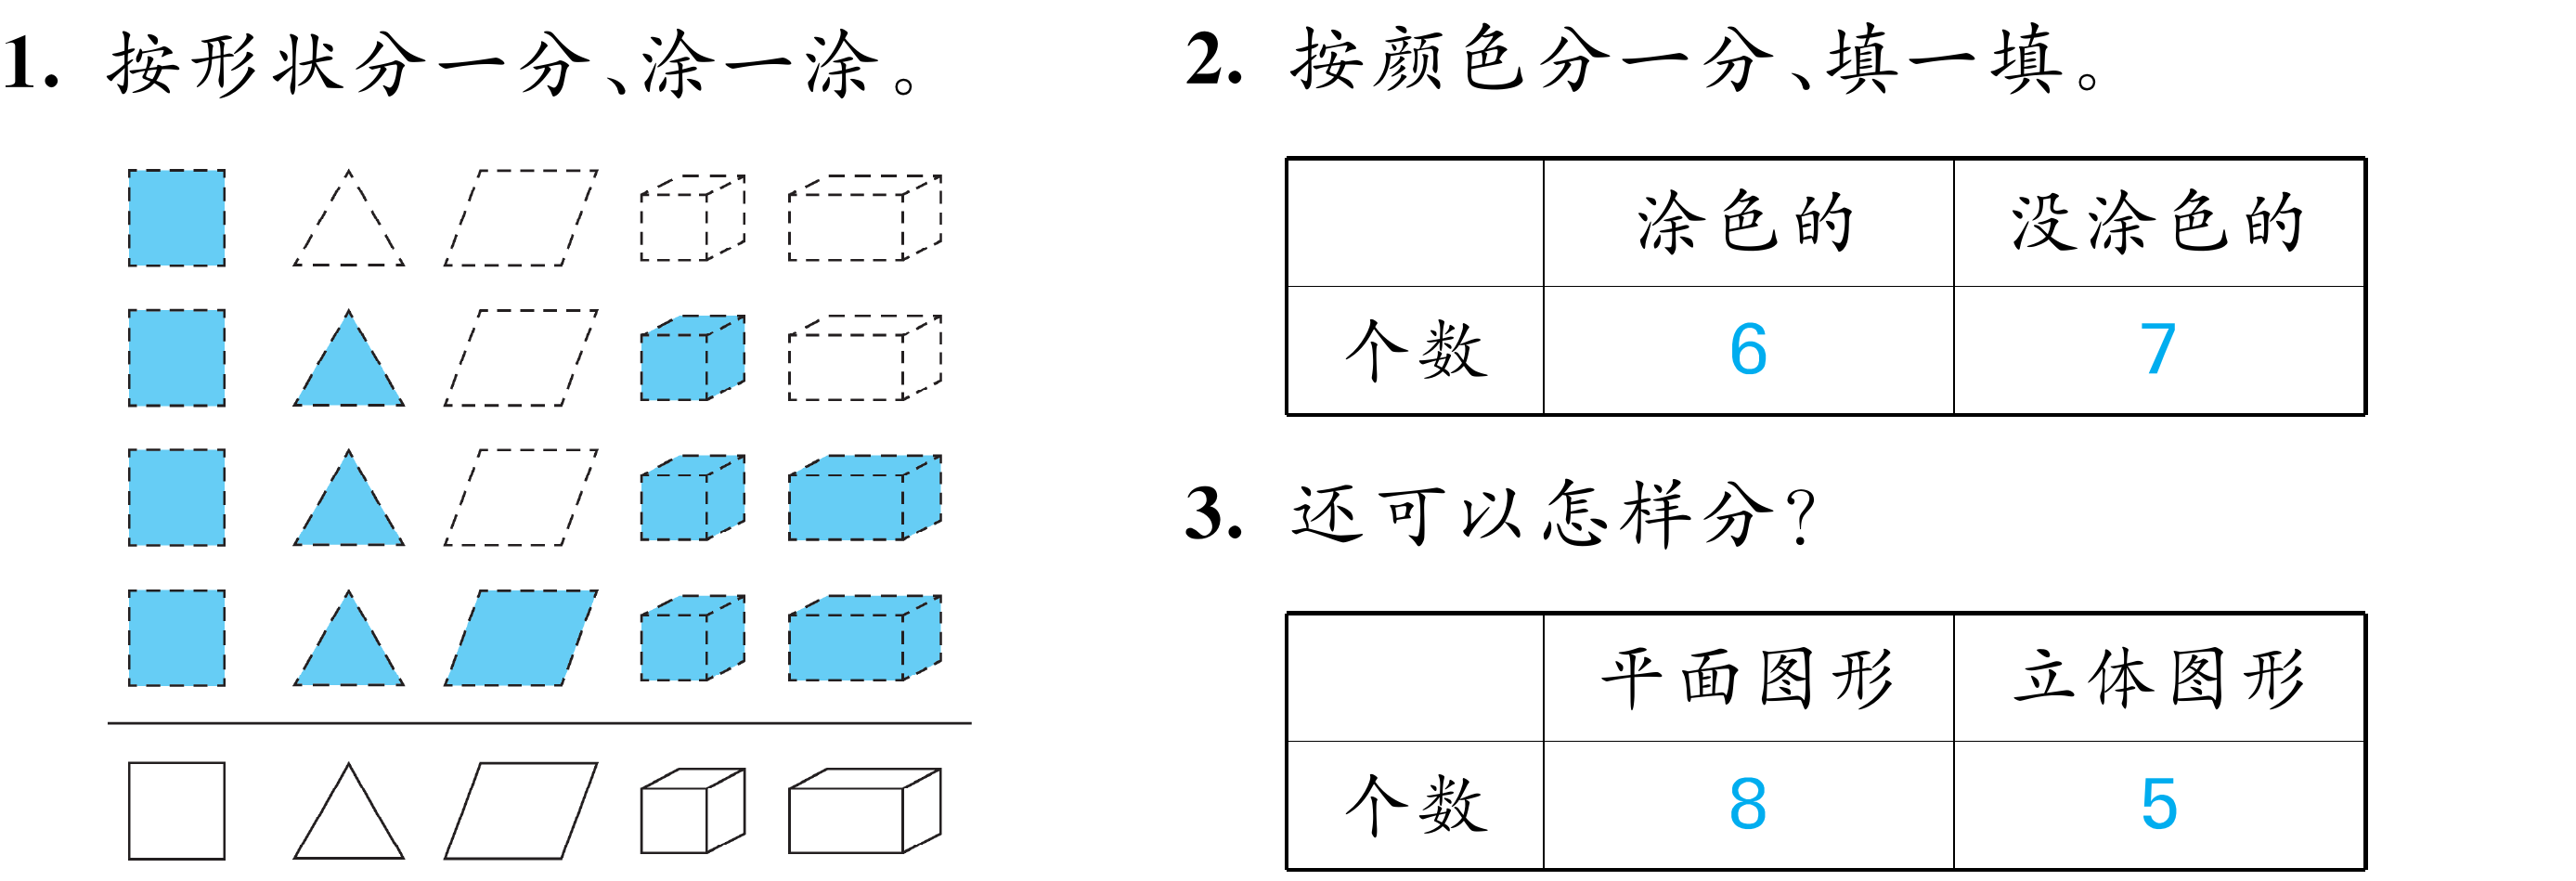 1. 按形状分一分、涂一涂。
2. 按颜色分一分、填一填。
涂色的 没涂色的
个数 6 7
3. 还可以怎样分？
平面图形 立体图形
个数 8 5